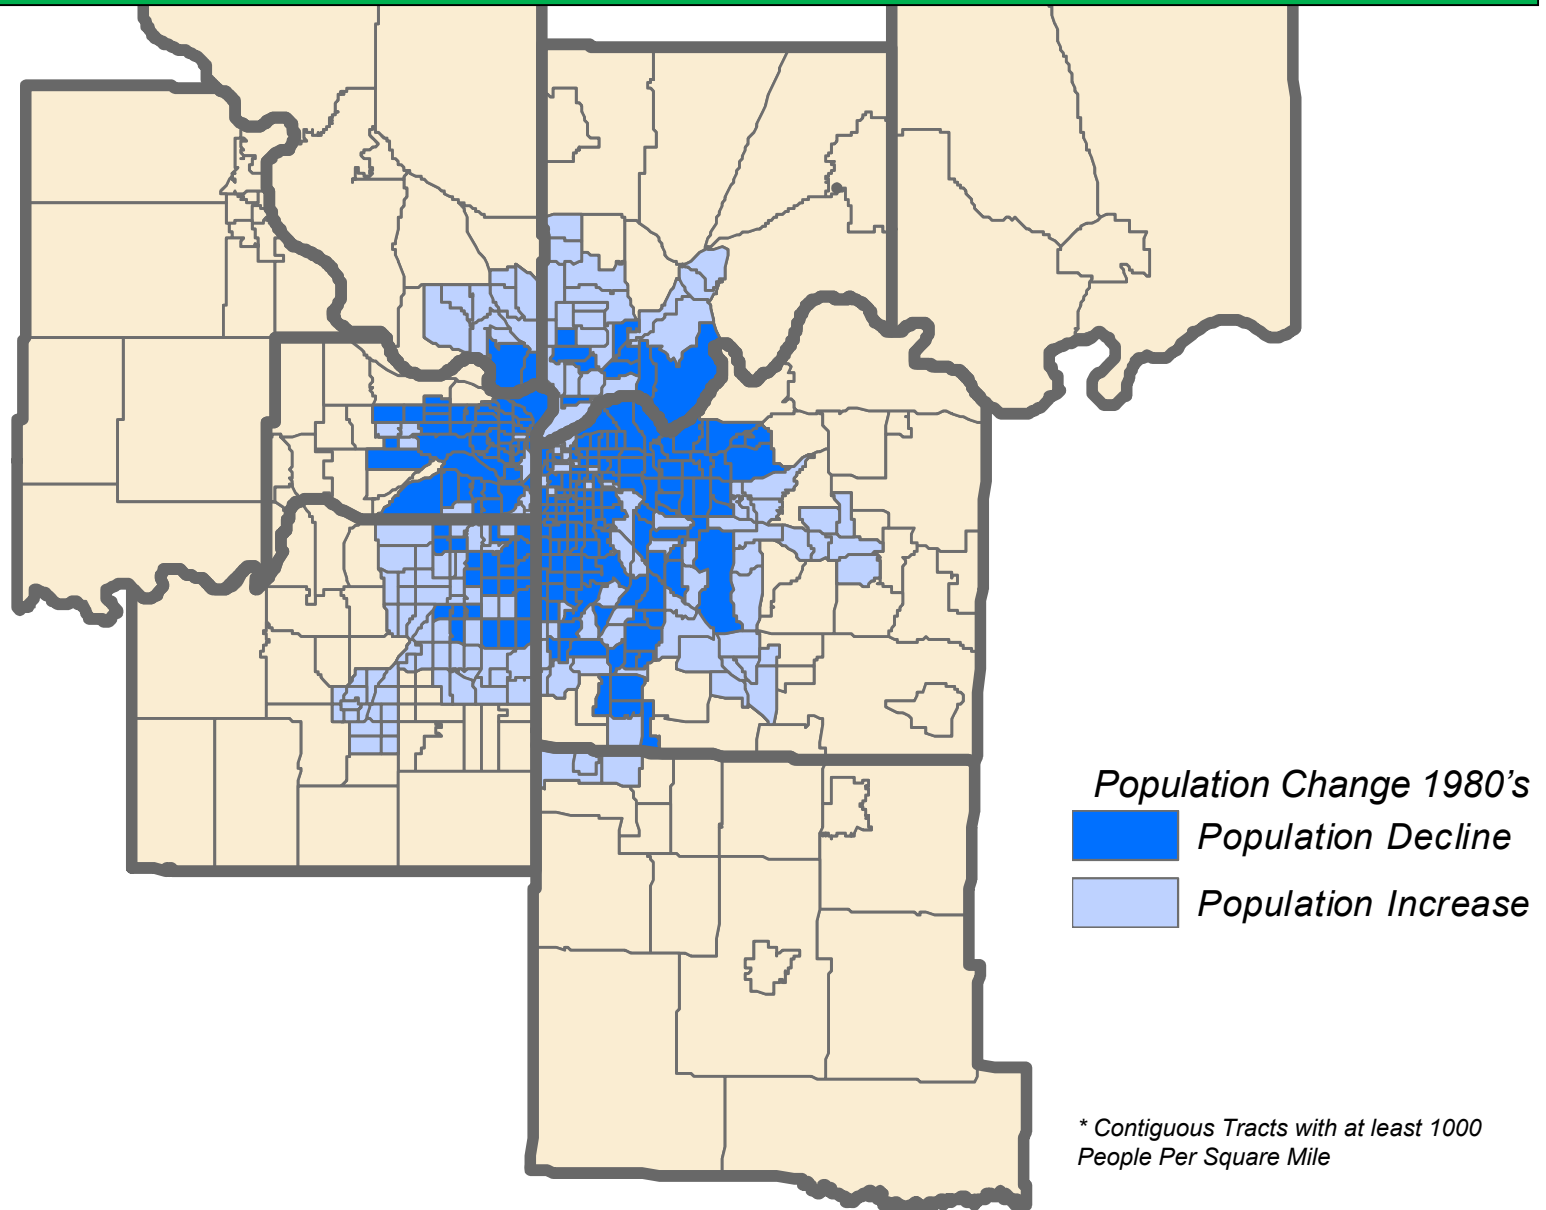 Population Change 1980's
Population Decline
Population Increase
* Contiguous Tracts with at least 1000
People Per Square Mile